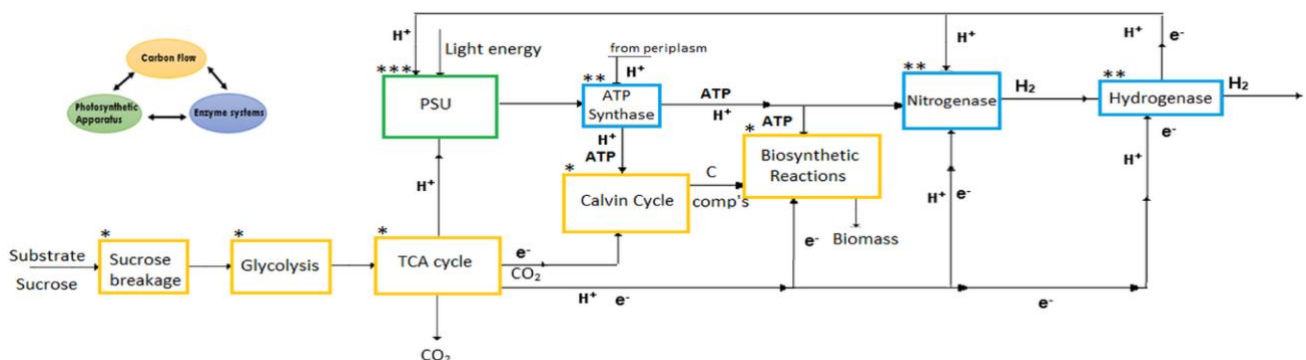 Carbon Flow
Photosynthetic
Apparatus
Enzyme systems
H⁺
Light energy
from periplasm
H⁺
H⁺
H⁺
e⁻
***
PSU
**
ATP
Synthase
ATP
H⁺
**
Nitrogenase
H₂
**
Hydrogenase
H₂
H⁺
ATP
ATP
*
Biosynthetic
Reactions
e⁻
H⁺
H⁺
*
Calvin Cycle
C
comp's
H⁺
e⁻
e⁻
Biomass
Substrate
Sucrose
*
Sucrose
breakage
*
Glycolysis
*
TCA cycle
e⁻
CO₂
H⁺
e⁻
e⁻
CO₂